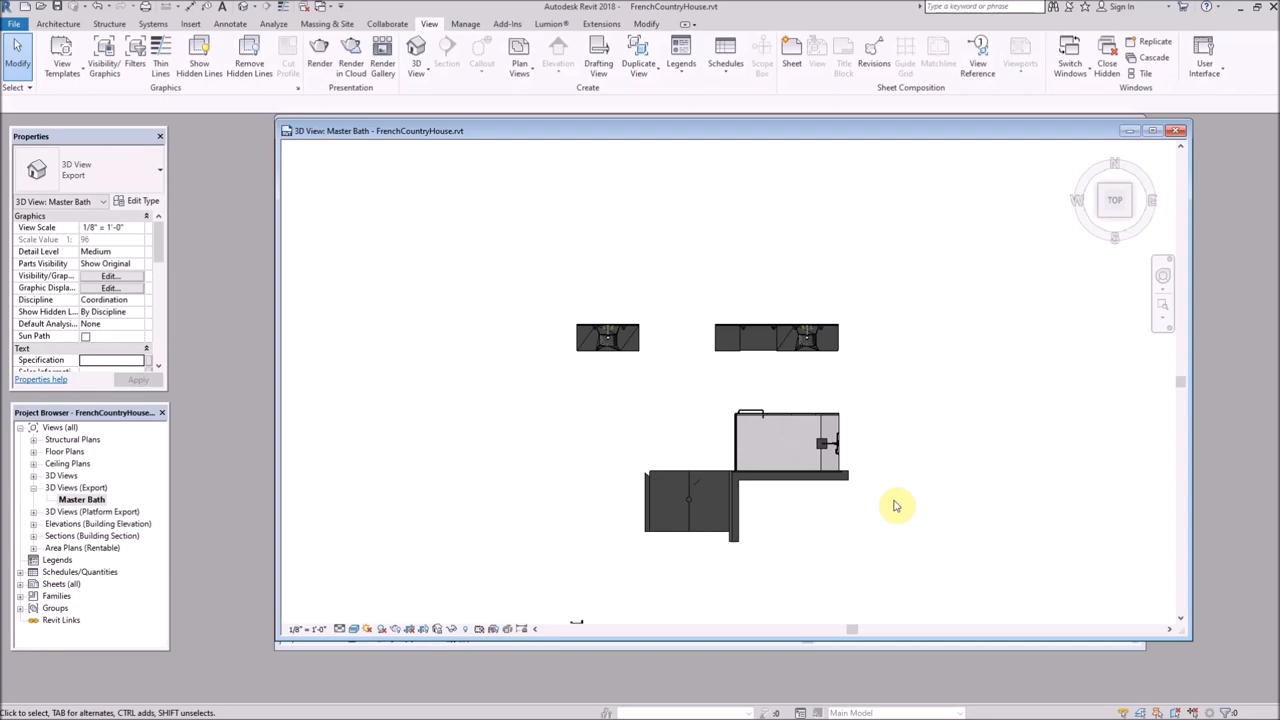 Autodesk Revit 2018 - FrenchCountryHouse.rvt
Type a keyword or phrase
Sign In
File Architecture Structure Systems Insert Annotate Analyze Massing & Site Collaborate View Manage Add-Ins Lumion® Extensions Modify
Modify
View Templates
Visibility/ Graphics
Filters
Thin Lines
Show Hidden Lines
Remove Hidden Lines
Cut Profile
Render
Render in Cloud
Render Gallery
3D View
Section
Callout
Plan Views
Elevation
Drafting View
Duplicate View
Legends
Schedules
Scope Box
Sheet
View
Title Block
Revisions
Guide Grid
Matchline
View Reference
Viewports
Switch Windows
Close Hidden
Replicate
Cascade
Tile
User Interface
Select
Graphics
Presentation
Create
Sheet Composition
Windows
Properties
3D View
Export
3D View: Master Bath
Edit Type
Graphics
View Scale 1/8" = 1'-0"
Scale Value 1: 96
Detail Level Medium
Parts Visibility Show Original
Visibility/Grap... Edit...
Graphic Displa... Edit...
Discipline Coordination
Show Hidden L... By Discipline
Default Analysi... None
Sun Path
Text
Specification
Properties help
Apply
Project Browser - FrenchCountryHouse...
Views (all)
Structural Plans
Floor Plans
Ceiling Plans
3D Views
3D Views (Export)
Master Bath
3D Views (Platform Export)
Elevations (Building Elevation)
Sections (Building Section)
Area Plans (Rentable)
Legends
Schedules/Quantities
Sheets (all)
Families
Groups
Revit Links
3D View: Master Bath - FrenchCountryHouse.rvt
N
W TOP E
S
1/8" = 1'-0"
Click to select, TAB for alternates, CTRL adds, SHIFT unselects.
:0
Main Model
:0